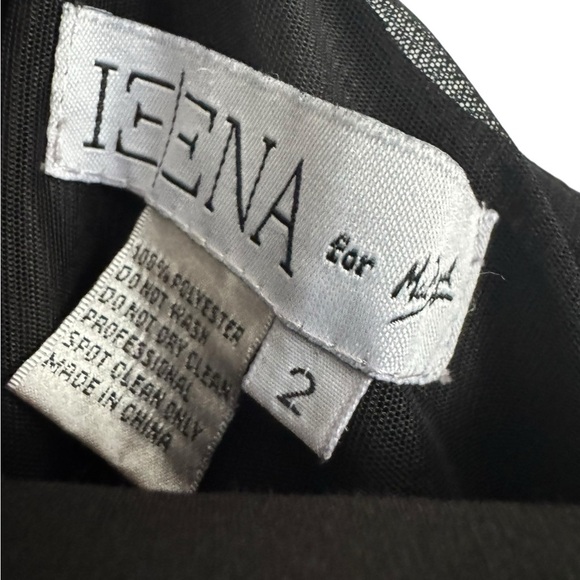 IEENA for
100% POLYESTER
DO NOT WASH
DO NOT DRY CLEAN
PROFESSIONAL
SPOT CLEAN ONLY
MADE IN
CHINA
2